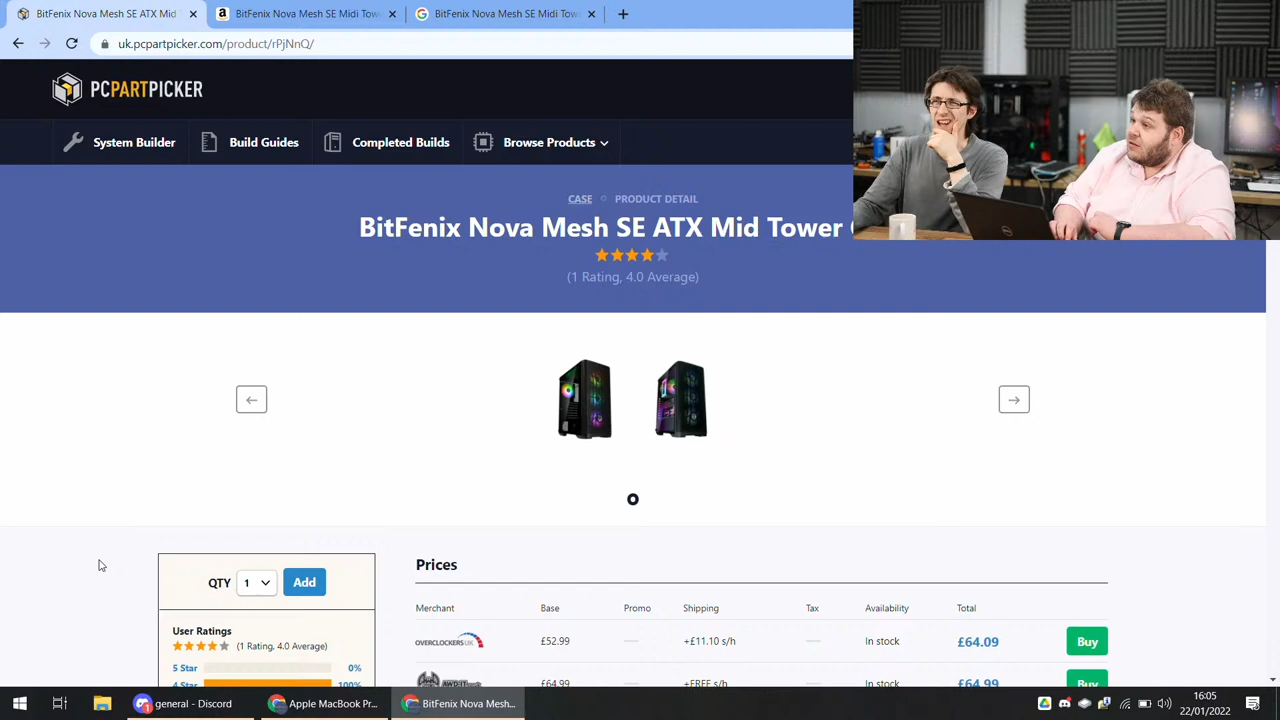 BitFenix Nova Mesh SE ATX Mid
BitFenix Nova Mesh SE Midi Tow
BitFenix Nova Mesh SE Midi Tow
uk.pcpartpicker.com/product/rPjNnQ/
PCPARTPICKER
System Builder
Build Guides
Completed Builds
Browse Products
CASE
PRODUCT DETAIL
BitFenix Nova Mesh SE ATX Mid Tower
(1 Rating, 4.0 Average)
QTY 1 Add
Prices
Merchant Base Promo Shipping Tax Availability Total
User Ratings
OVERCLOCKERS UK £52.99 — +£11.10 s/h — In stock £64.09 Buy
(1 Rating, 4.0 Average)
5 Star 0%
4 Star 100%
£64.99 — +FREE s/h — In stock £64.99 Buy
general - Discord
Apple MacBook P
BitFenix Nova Mesh
16:05
22/01/2022